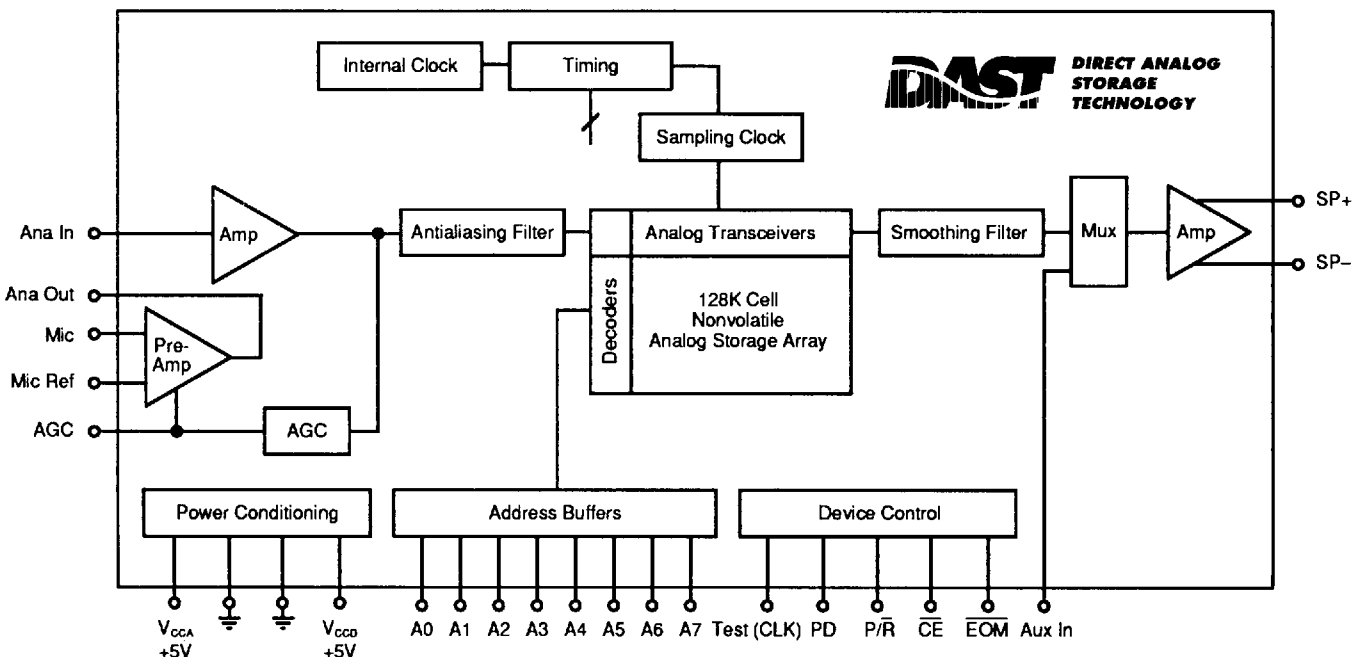 DAST
DIRECT ANALOG
STORAGE
TECHNOLOGY
Internal Clock
Timing
Sampling Clock
Ana In
Amp
Antialiasing Filter
Analog Transceivers
Smoothing Filter
Mux
Amp
SP+
SP–
Ana Out
Mic
Pre-
Amp
Mic Ref
AGC
AGC
Decoders
128K Cell
Nonvolatile
Analog Storage Array
Power Conditioning
Address Buffers
Device Control
VCCA
+5V
VCCD
+5V
A0 A1 A2 A3 A4 A5 A6 A7 Test (CLK) PD P/R̅ C̅E̅ E̅O̅M̅ Aux In